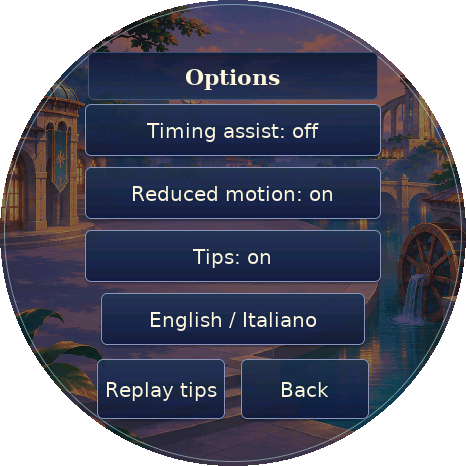 Options
Timing assist: off
Reduced motion: on
Tips: on
English / Italiano
Replay tips
Back